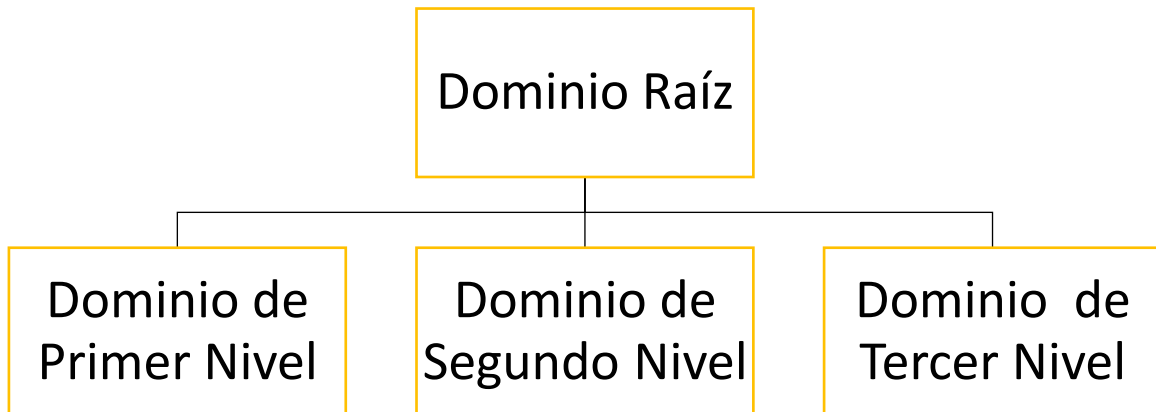 Dominio Raíz
Dominio de
Primer Nivel
Dominio de
Segundo Nivel
Dominio  de
Tercer Nivel